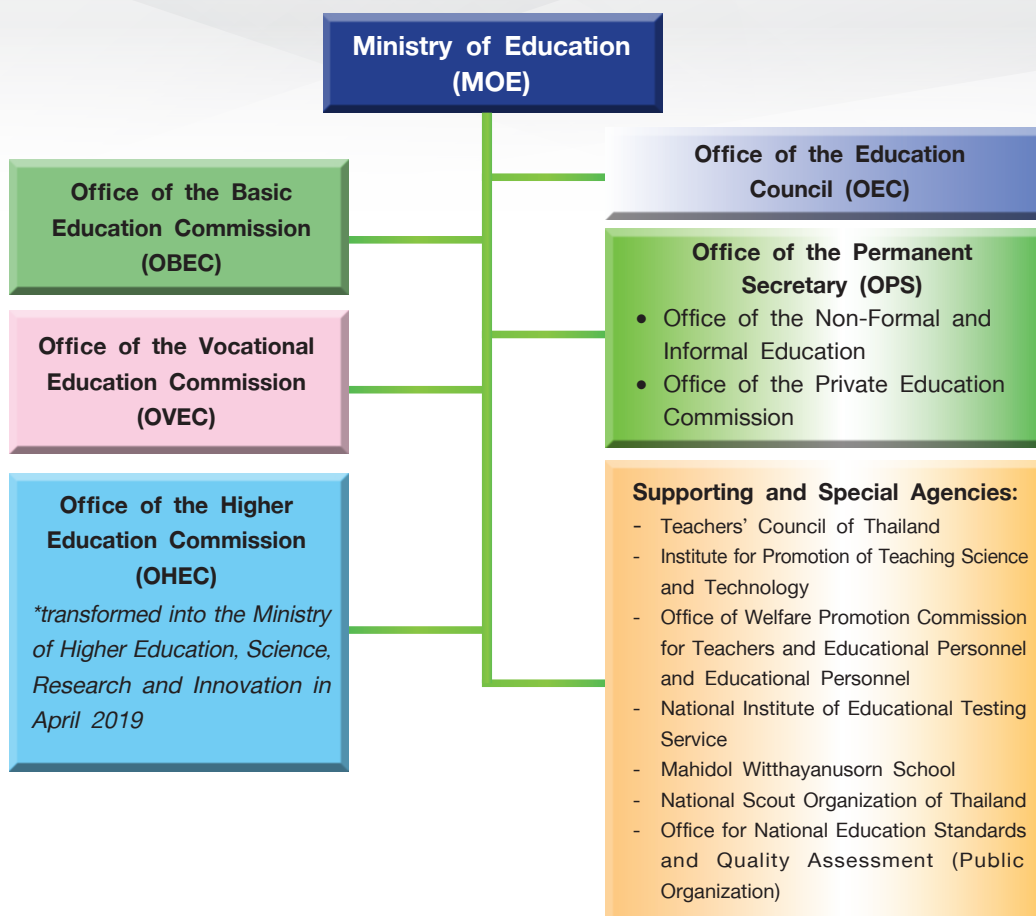 Ministry of Education
(MOE)
Office of the Basic
Education Commission
(OBEC)
Office of the Vocational
Education Commission
(OVEC)
Office of the Higher
Education Commission
(OHEC)
*transformed into the Ministry
of Higher Education, Science,
Research and Innovation in
April 2019
Office of the Education
Council (OEC)
Office of the Permanent
Secretary (OPS)
• Office of the Non-Formal and
Informal Education
• Office of the Private Education
Commission
Supporting and Special Agencies:
- Teachers’ Council of Thailand
- Institute for Promotion of Teaching Science
and Technology
- Office of Welfare Promotion Commission
for Teachers and Educational Personnel
and Educational Personnel
- National Institute of Educational Testing
Service
- Mahidol Witthayanusorn School
- National Scout Organization of Thailand
- Office for National Education Standards
and Quality Assessment (Public
Organization)